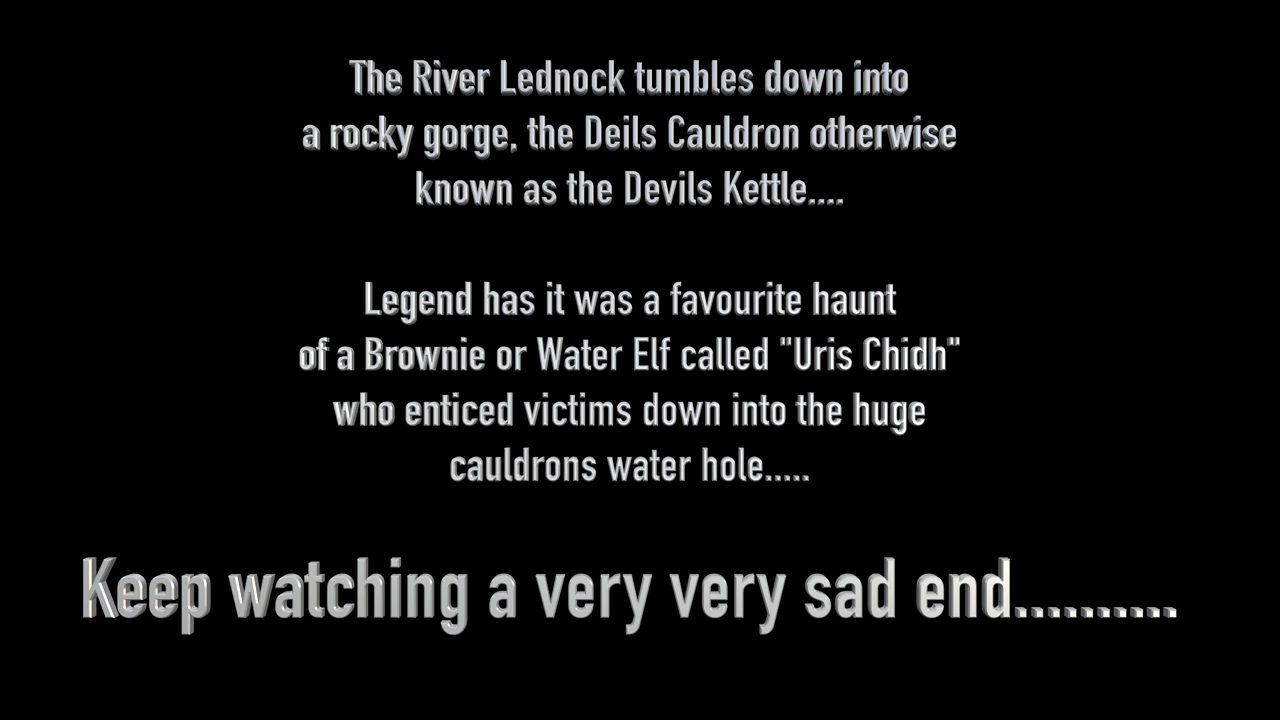 The River Lednock tumbles down into
a rocky gorge, the Deils Cauldron otherwise
known as the Devils Kettle....
Legend has it was a favourite haunt
of a Brownie or Water Elf called "Uris Chidh"
who enticed victims down into the huge
cauldrons water hole.....
Keep watching a very very sad end..........